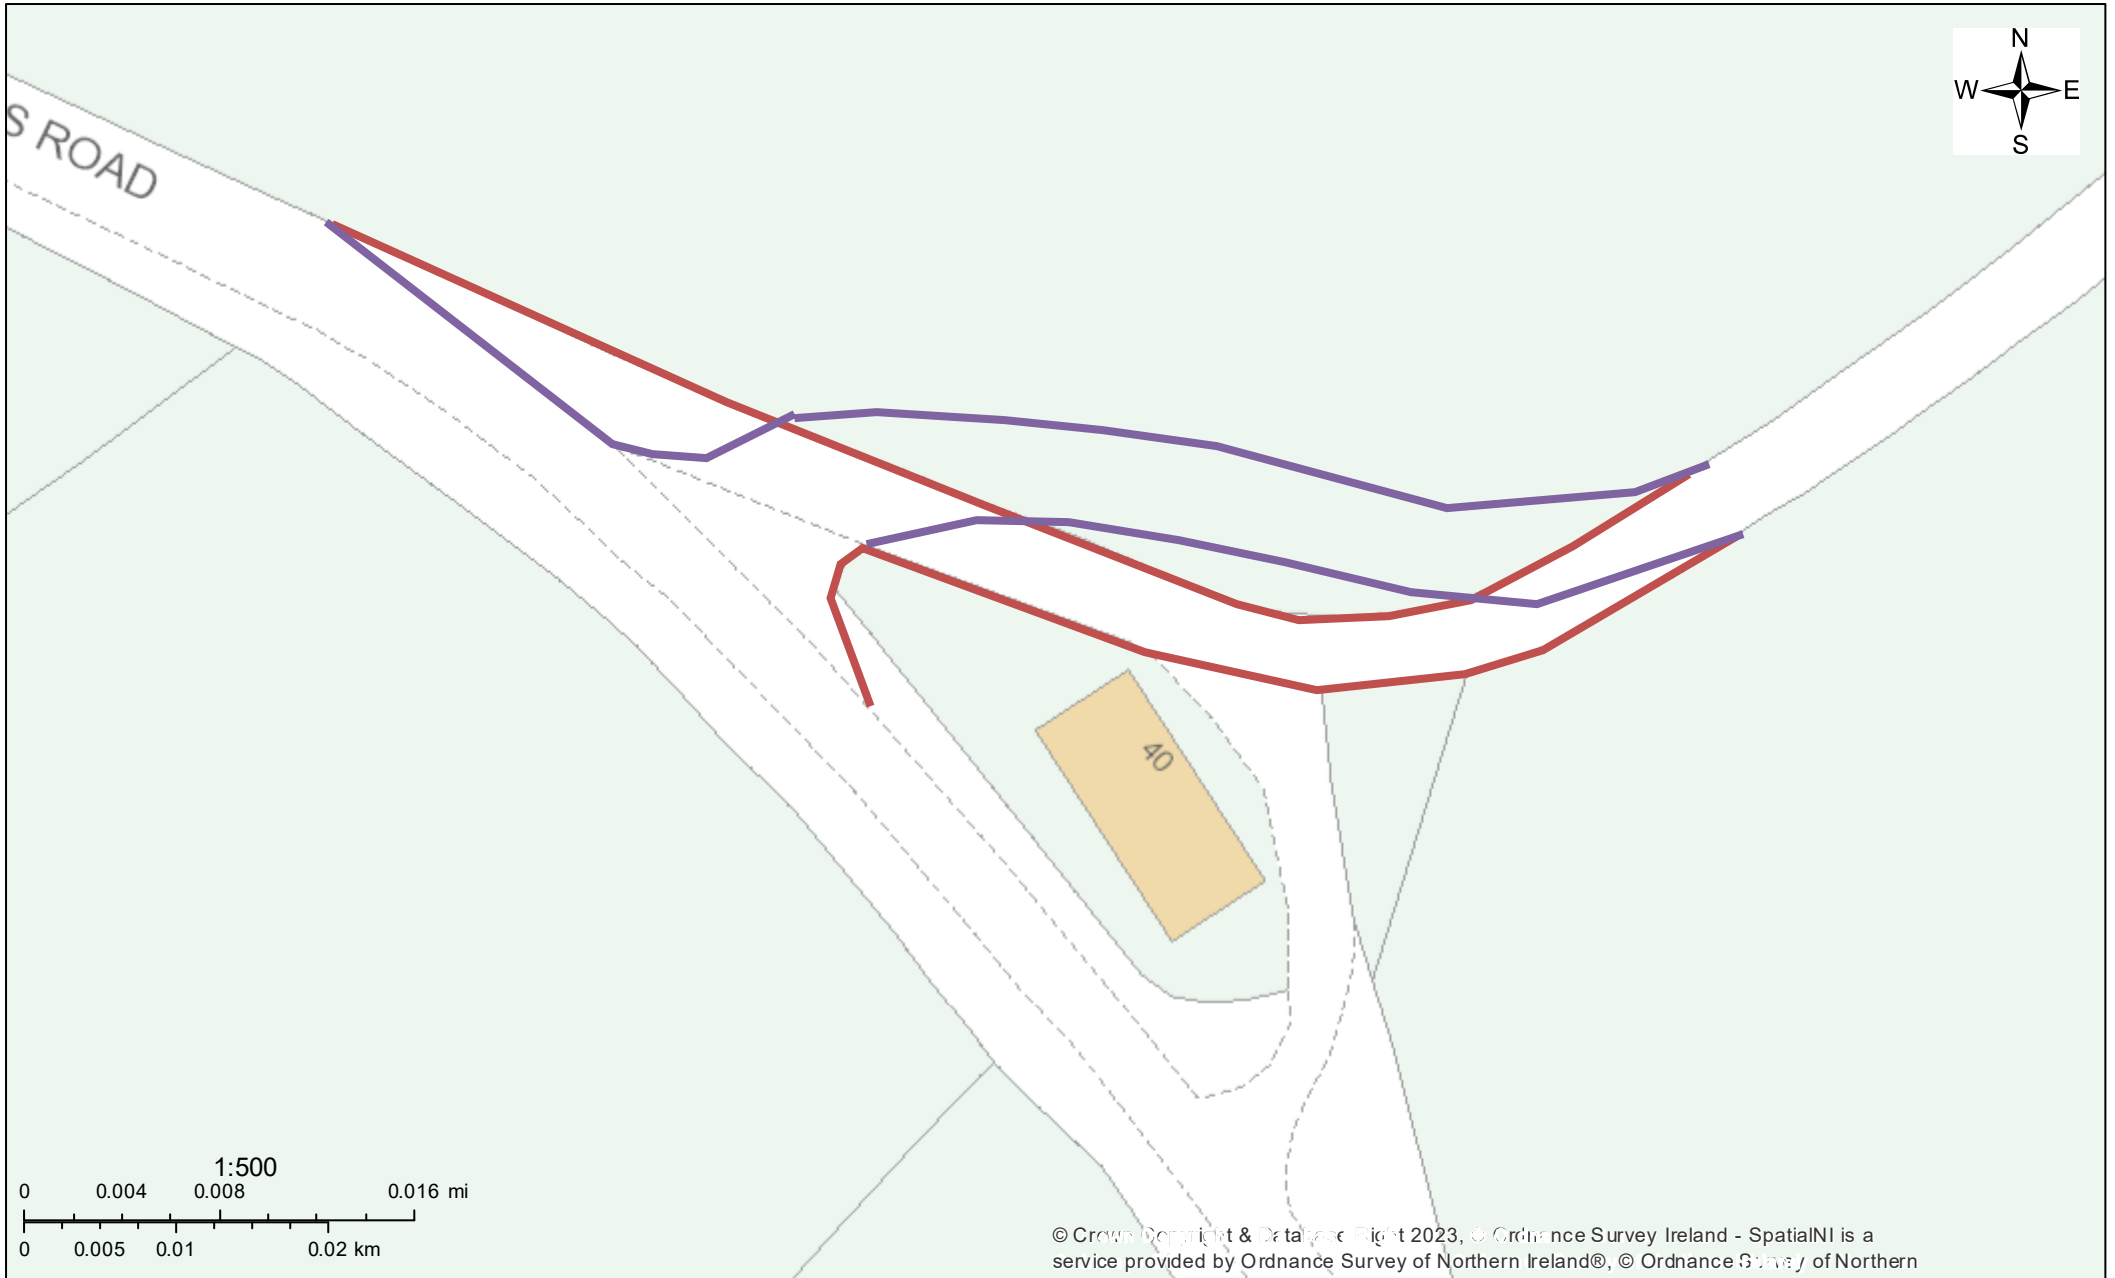 N
W E
S
S ROAD
40
1:500
0 0.004 0.008 0.016 mi
0 0.005 0.01 0.02 km
© Crown Copyright & Database Right 2023, © Ordnance Survey Ireland - SpatialNI is a
service provided by Ordnance Survey of Northern Ireland®, © Ordnance Survey of Northern